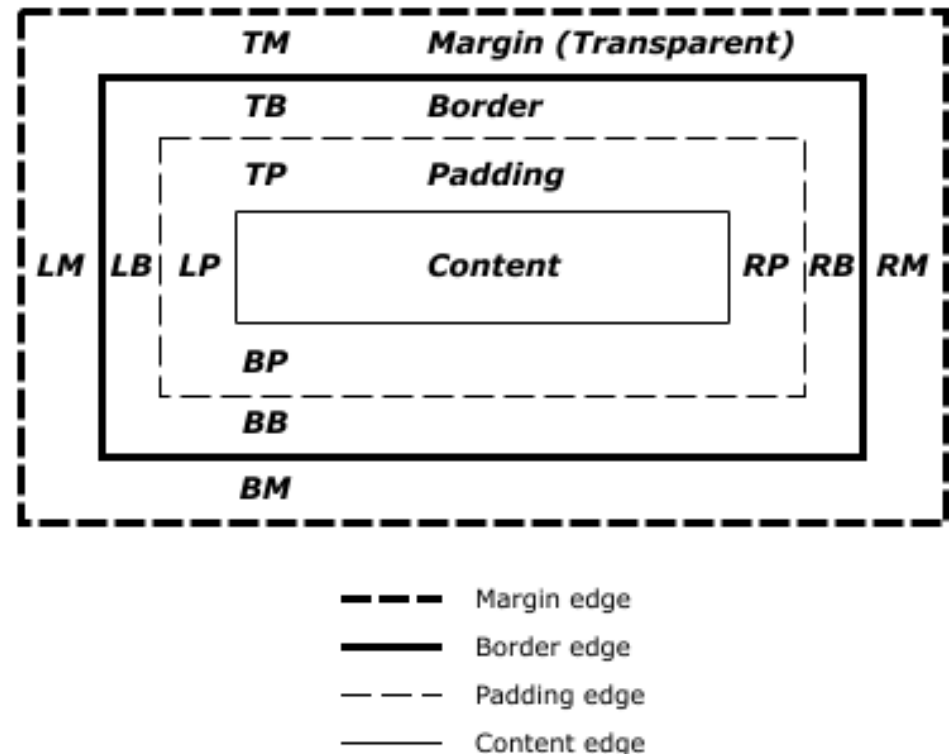 TM Margin (Transparent)
TB Border
TP Padding
LM LB LP Content RP RB RM
BP
BB
BM
Margin edge
Border edge
Padding edge
Content edge